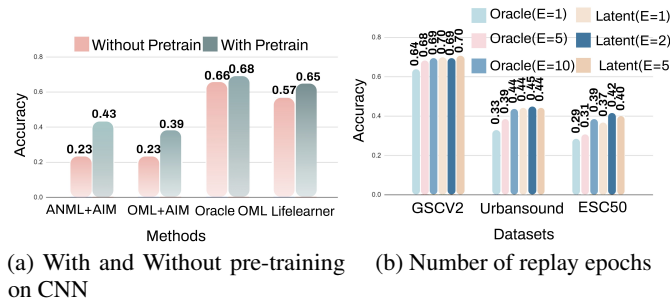 Without Pretrain With Pretrain
Accuracy
0.8
0.6
0.4
0.2
0.0
0.23 0.43 0.23 0.39 0.66 0.68 0.57 0.65
ANML+AIM OML+AIM Oracle OML Lifelearner
Methods
(a) With and Without pre-training
on CNN
Oracle(E=1) Latent(E=1)
Oracle(E=5) Latent(E=2)
Oracle(E=10) Latent(E=5
Accuracy
0.8
0.6
0.4
0.2
0.0
0.64 0.68 0.69 0.70 0.69 0.70
0.33 0.39 0.44 0.44 0.45 0.44
0.29 0.31 0.39 0.37 0.42 0.40
GSCV2 Urbansound ESC50
Datasets
(b) Number of replay epochs